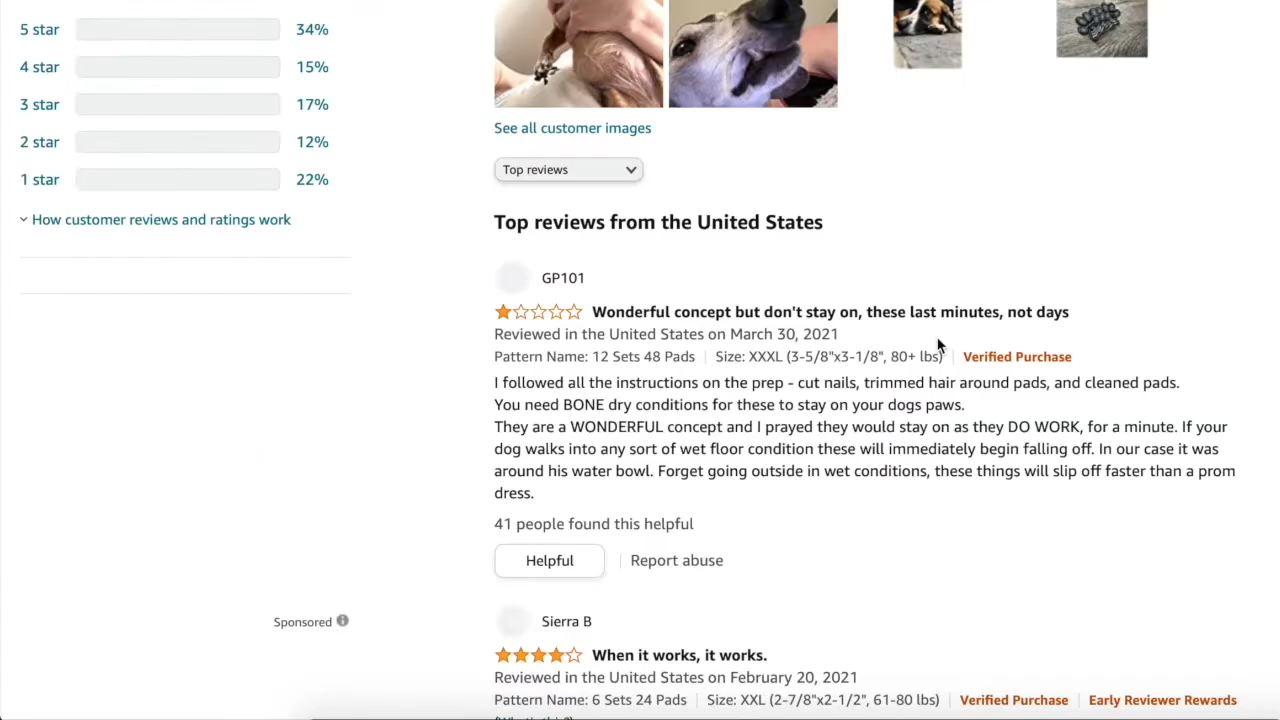 5 star 34%
4 star 15%
3 star 17%
2 star 12%
1 star 22%
How customer reviews and ratings work
Sponsored
See all customer images
Top reviews
Top reviews from the United States
GP101
Wonderful concept but don't stay on, these last minutes, not days
Reviewed in the United States on March 30, 2021
Pattern Name: 12 Sets 48 Pads | Size: XXXL (3-5/8"x3-1/8", 80+ lbs) | Verified Purchase
I followed all the instructions on the prep - cut nails, trimmed hair around pads, and cleaned pads.
You need BONE dry conditions for these to stay on your dogs paws.
They are a WONDERFUL concept and I prayed they would stay on as they DO WORK, for a minute. If your
dog walks into any sort of wet floor condition these will immediately begin falling off. In our case it was
around his water bowl. Forget going outside in wet conditions, these things will slip off faster than a prom
dress.
41 people found this helpful
Helpful | Report abuse
Sierra B
When it works, it works.
Reviewed in the United States on February 20, 2021
Pattern Name: 6 Sets 24 Pads | Size: XXL (2-7/8"x2-1/2", 61-80 lbs) | Verified Purchase | Early Reviewer Rewards